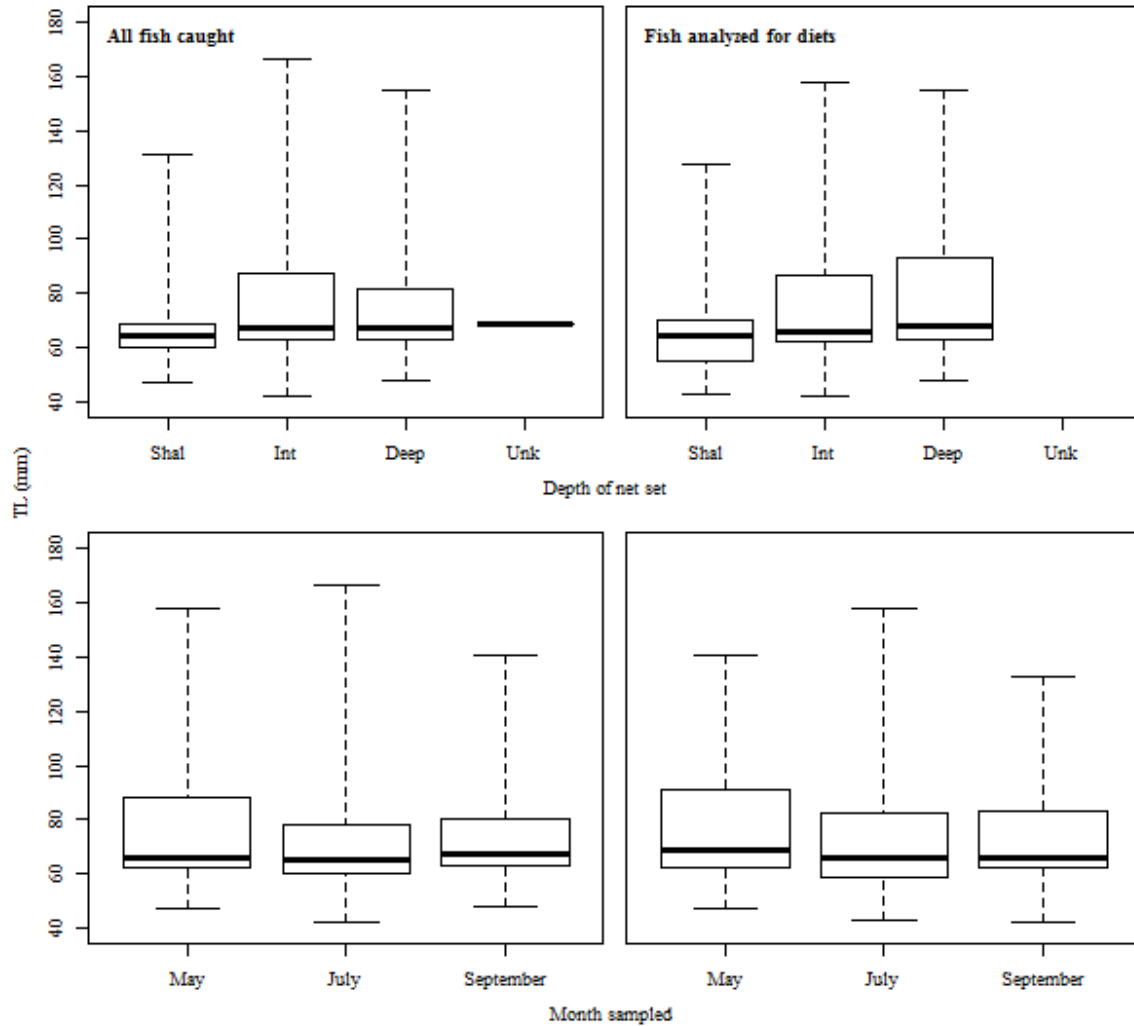 All fish caught
Fish analyzed for diets
180
160
140
120
100
80
60
40
Shal Int Deep Unk
Shal Int Deep Unk
Depth of net set
TL (mm)
180
160
140
120
100
80
60
40
May July September
May July September
Month sampled